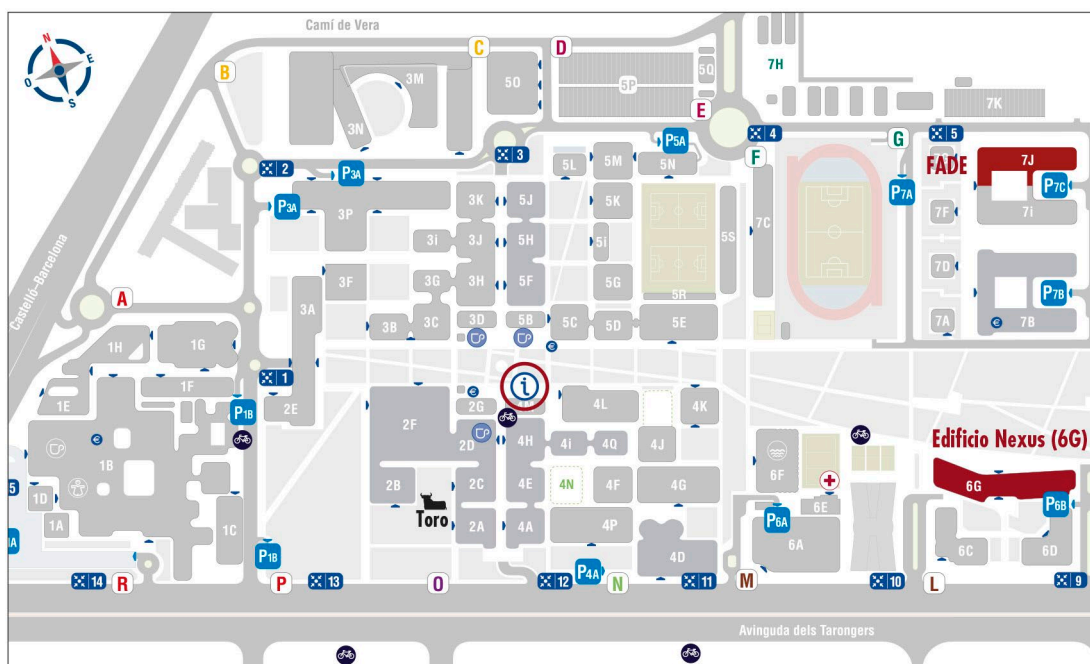 Camí de Vera
N
E
S
O
B
C
D
7H
3M
5O
5P
5Q
E
7K
3N
3
P5A
4
G
5
2
P3A
5L
5M
5N
F
FADE
7J
P3A
3P
3K
5J
5K
7C
P7A
7F
7i
P7C
3i
3J
5H
5i
5S
3F
3G
3H
5F
5G
7D
Castelló-Barcelona
A
3A
5R
P7B
3B
3C
3D
5B
5C
5D
5E
7A
7B
€
1H
1G
€
1
i
1E
1F
P1B
2E
2F
€
2G
4L
4K
1B
€
2D
4H
4i
4Q
4J
Edificio Nexus (6G)
6F
6G
2B
2C
4E
4N
4F
4G
6E
P6B
1D
1A
1C
Toro
2A
4A
4P
P6A
6A
6C
6D
P1B
4D
14
R
P
13
O
12
P4A
N
11
M
10
L
9
Avinguda dels Tarongers